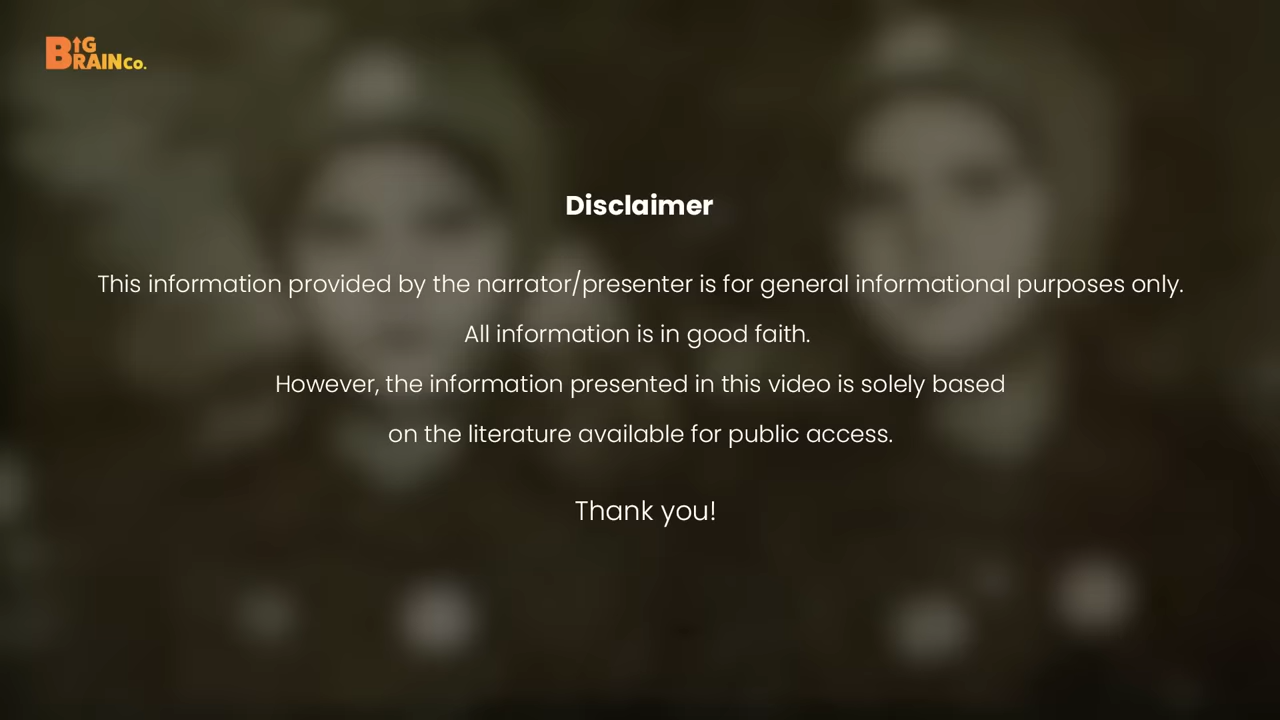 BIG
BRAINCO.
Disclaimer
This information provided by the narrator/presenter is for general informational purposes only.
All information is in good faith.
However, the information presented in this video is solely based
on the literature available for public access.
Thank you!